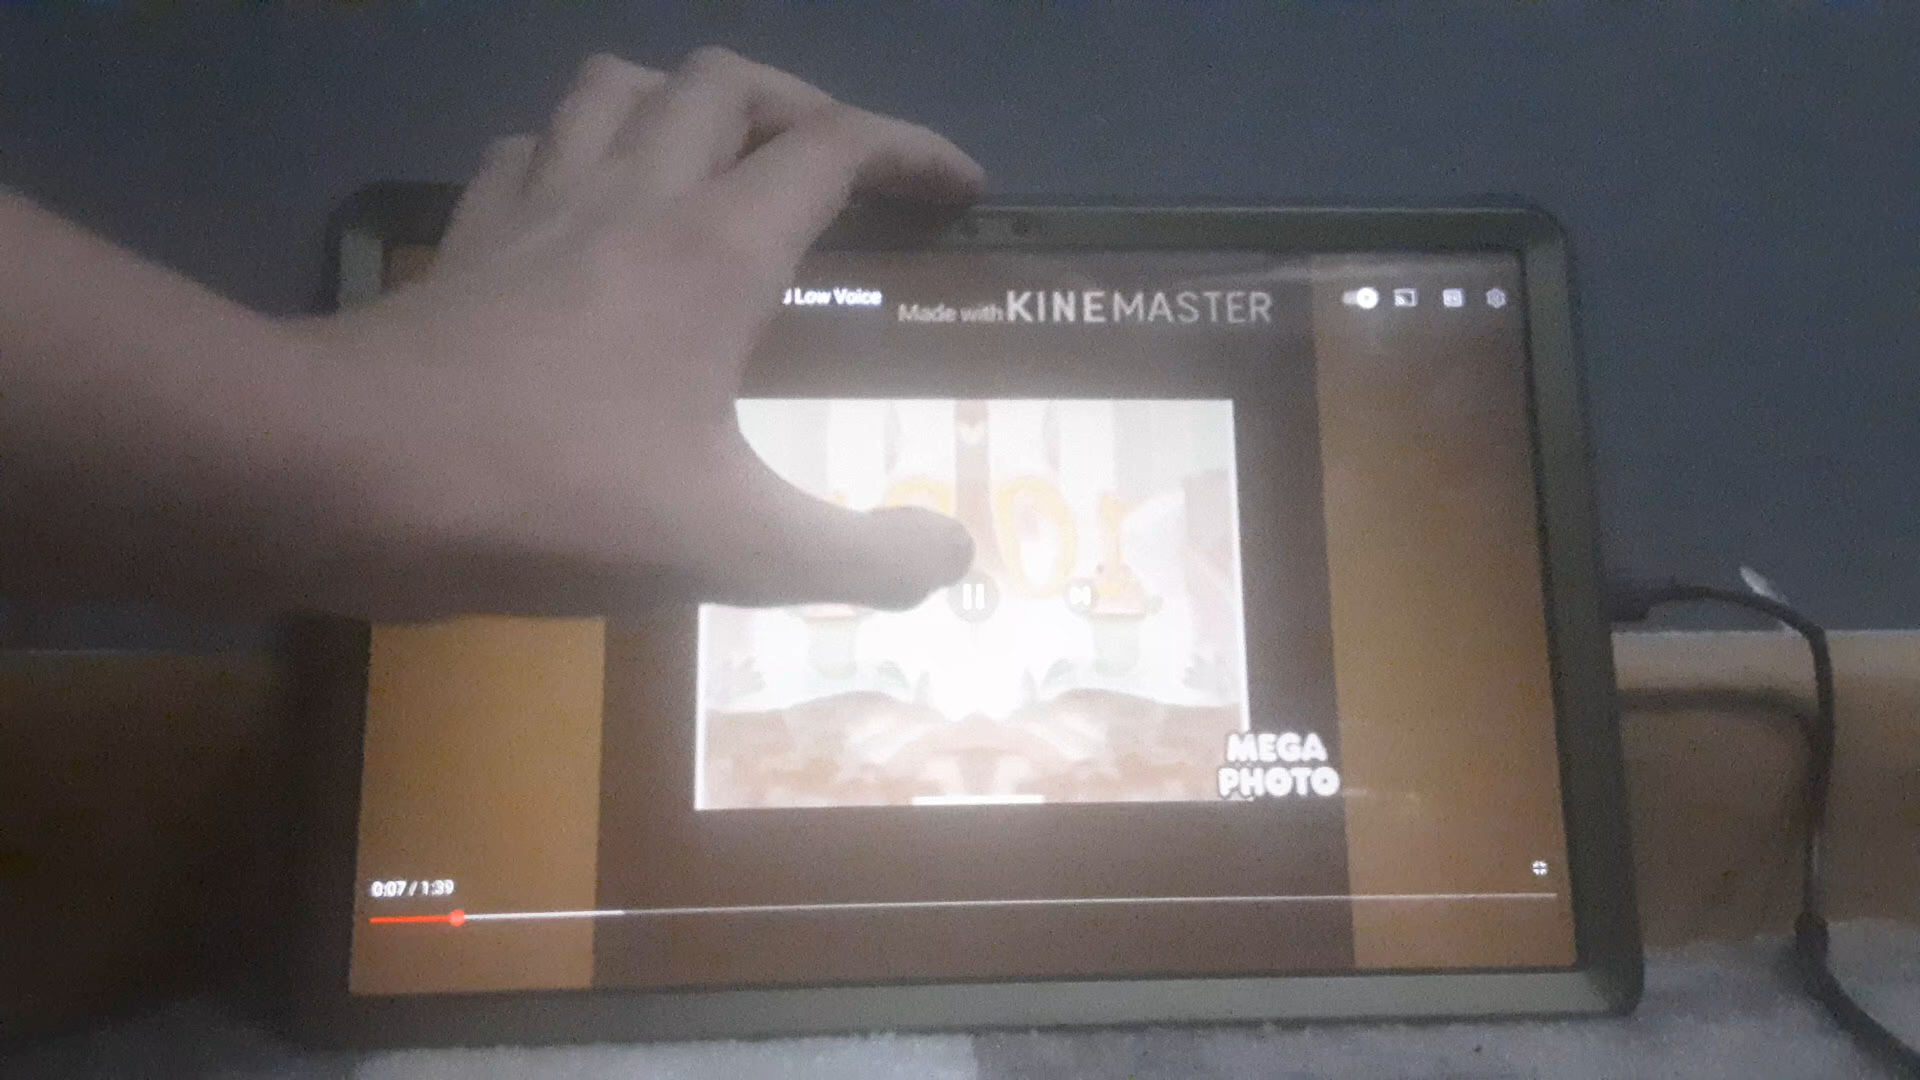 Low Voice
Made with KINEMASTER
MEGA
PHOTO
0:07 / 1:39